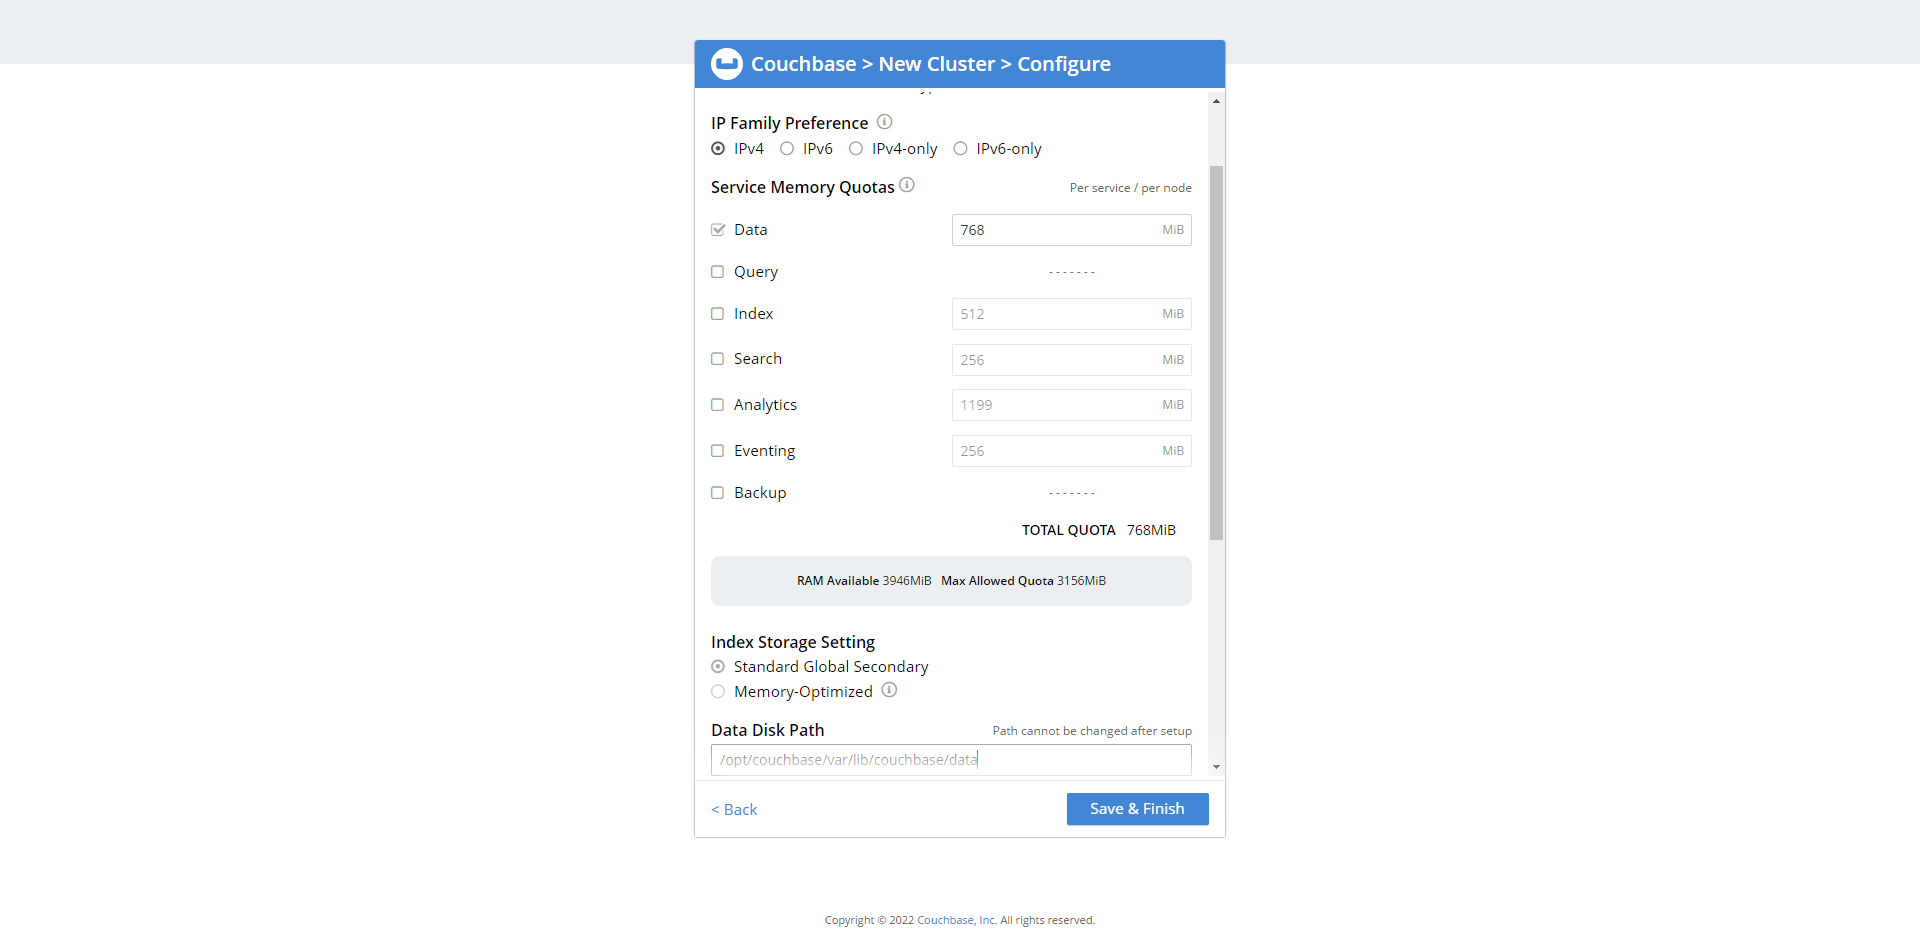 Couchbase > New Cluster > Configure
IP Family Preference
IPv4 IPv6 IPv4-only IPv6-only
Service Memory Quotas Per service / per node
Data 768 MiB
Query -------
Index 512 MiB
Search 256 MiB
Analytics 1199 MiB
Eventing 256 MiB
Backup -------
TOTAL QUOTA 768MiB
RAM Available 3946MiB Max Allowed Quota 3156MiB
Index Storage Setting
Standard Global Secondary
Memory-Optimized
Data Disk Path Path cannot be changed after setup
/opt/couchbase/var/lib/couchbase/data
< Back Save & Finish
Copyright © 2022 Couchbase, Inc. All rights reserved.